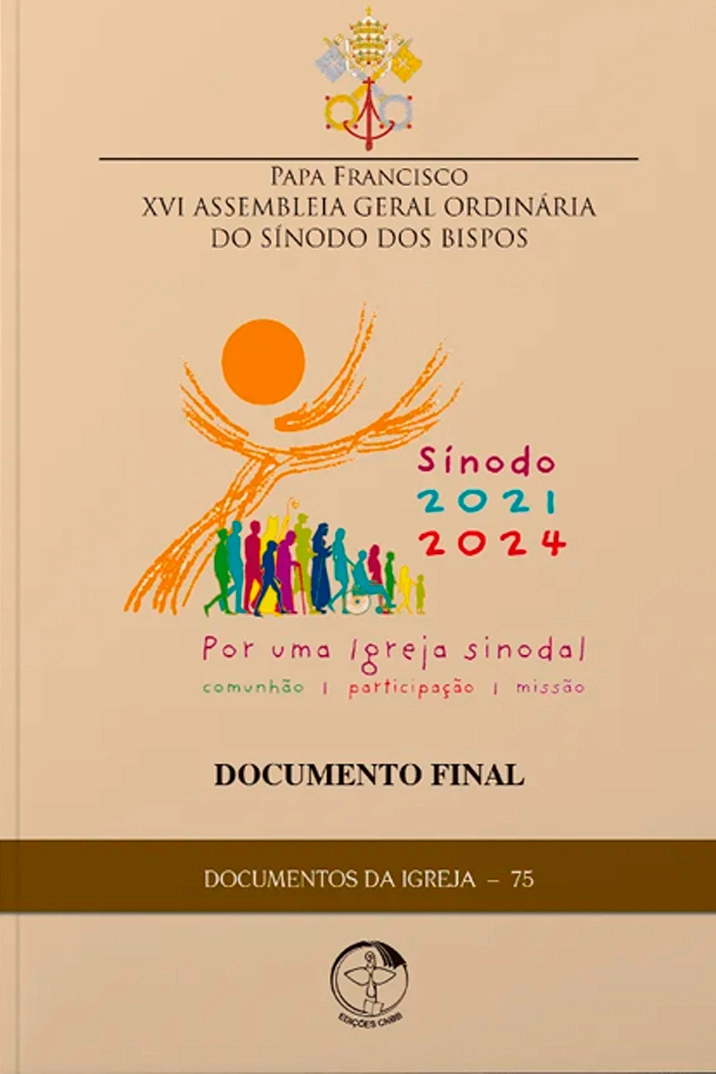 PAPA FRANCISCO
XVI ASSEMBLEIA GERAL ORDINÁRIA
DO SÍNODO DOS BISPOS
Sínodo
2021
2024
Por uma Igreja sinodal
comunhão | participação | missão
DOCUMENTO FINAL
DOCUMENTOS DA IGREJA – 75
EDIÇÕES CNBB